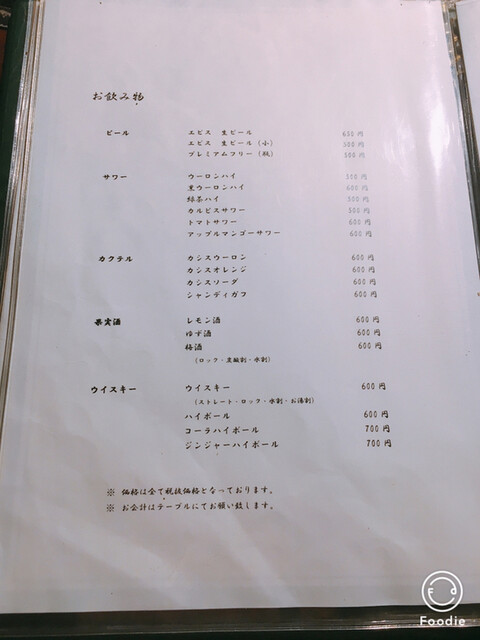 お飲み物
ビール エビス 生ビール 630円
エビス 生ビール（小） 500円
プレミアムフリー（瓶） 500円
サワー ウーロンハイ 550円
黒ウーロンハイ 600円
緑茶ハイ 500円
カルピスサワー 500円
トマトサワー 600円
アップルマンゴーサワー 600円
カクテル カシスウーロン 600円
カシスオレンジ 600円
カシスソーダ 600円
シャンディガフ 600円
果実酒 レモン酒 600円
ゆず酒 600円
梅酒 600円
（ロック・炭酸割・水割）
ウイスキー ウイスキー 600円
（ストレート・ロック・水割・お湯割）
ハイボール 600円
コーラハイボール 700円
ジンジャーハイボール 700円
※ 価格は全て税抜価格となっております。
※ お会計はテーブルにてお願い致します。
Foodie